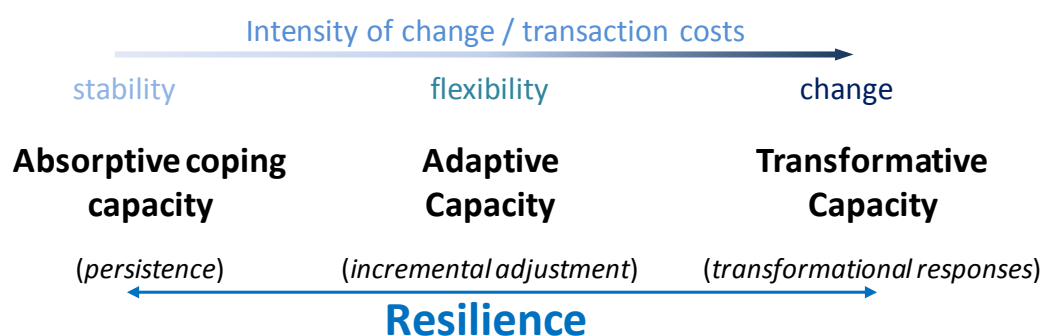 Intensity of change / transaction costs
stability flexibility change
Absorptive coping Adaptive Transformative
capacity Capacity Capacity
(persistence) (incremental adjustment) (transformational responses)
Resilience